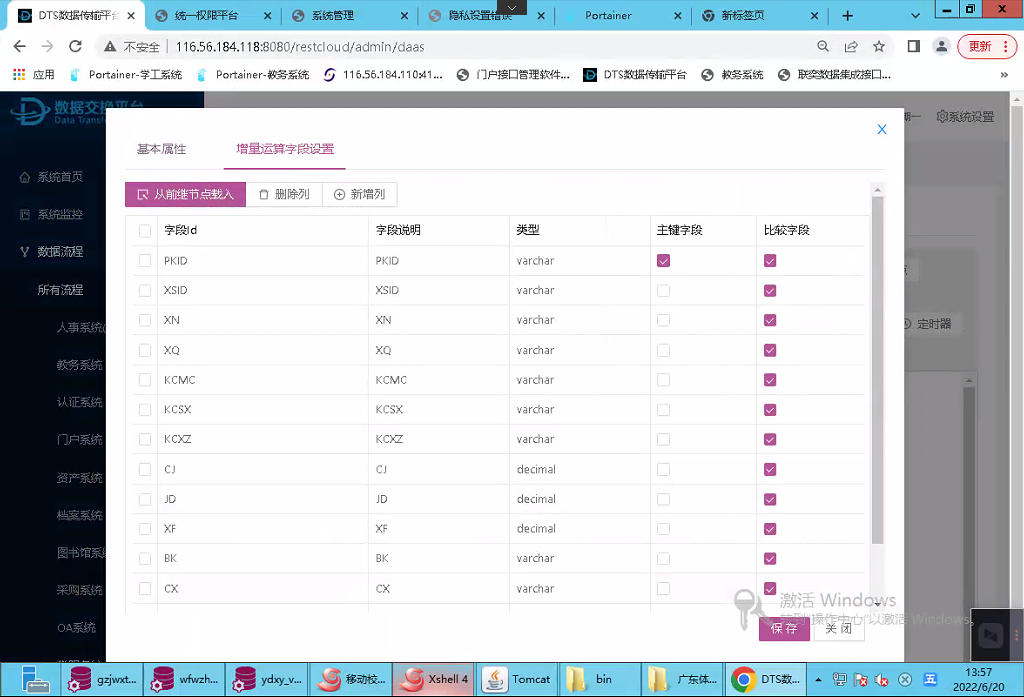 DTS数据传输平台 统一权限平台 系统管理 隐私设置错误 Portainer 新标签页
不安全 116.56.184.118:8080/restcloud/admin/daas 更新
应用 Portainer-学工系统 Portainer-教务系统 116.56.184.110:41... 门户接口管理软件... DTS数据传输平台 教务系统 联奕数据集成接口... »
数据交换平台
Data Transf
系统设置
系统首页
系统监控
数据流程
所有流程
人事系统(
教务系统
认证系统
门户系统
资产系统
档案系统
图书馆系
采购系统
OA系统
定时器
X
基本属性 增量运算字段设置
从前继节点载入 删除列 新增列
字段Id 字段说明 类型 主键字段 比较字段
PKID PKID varchar
XSID XSID varchar
XN XN varchar
XQ XQ varchar
KCMC KCMC varchar
KCSX KCSX varchar
KCXZ KCXZ varchar
CJ CJ decimal
JD JD decimal
XF XF decimal
BK BK varchar
CX CX varchar
激活 Windows
转到"操作中心"以激活 Windows。
保存 关闭
gzjwxt... wfwzh... ydxy_v... 移动校... Xshell 4 Tomcat bin 广东体... DTS数... 五 13:57
2022/6/20